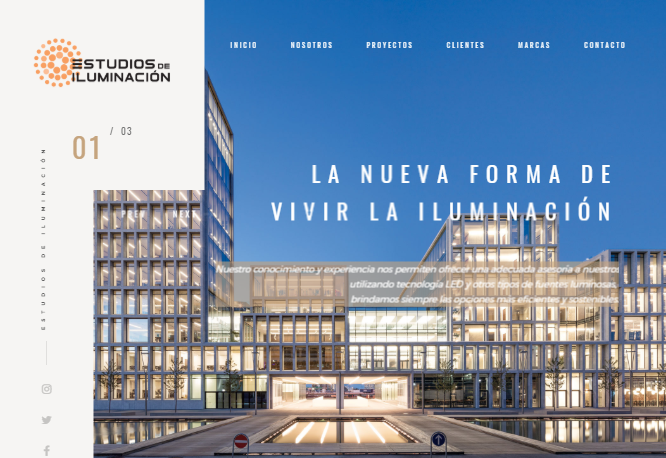 ESTUDIOS DE
ILUMINACIÓN
INICIO
NOSOTROS
PROYECTOS
CLIENTES
MARCAS
CONTACTO
01
/ 03
PREV
NEXT
LA NUEVA FORMA DE
VIVIR LA ILUMINACIÓN
Nuestro conocimiento y experiencia nos permiten ofrecer una adecuada asesoría a nuestros
utilizando tecnología LED y otros tipos de fuentes luminosas,
brindamos siempre las opciones más eficientes y sostenibles
ESTUDIOS DE ILUMINACIÓN